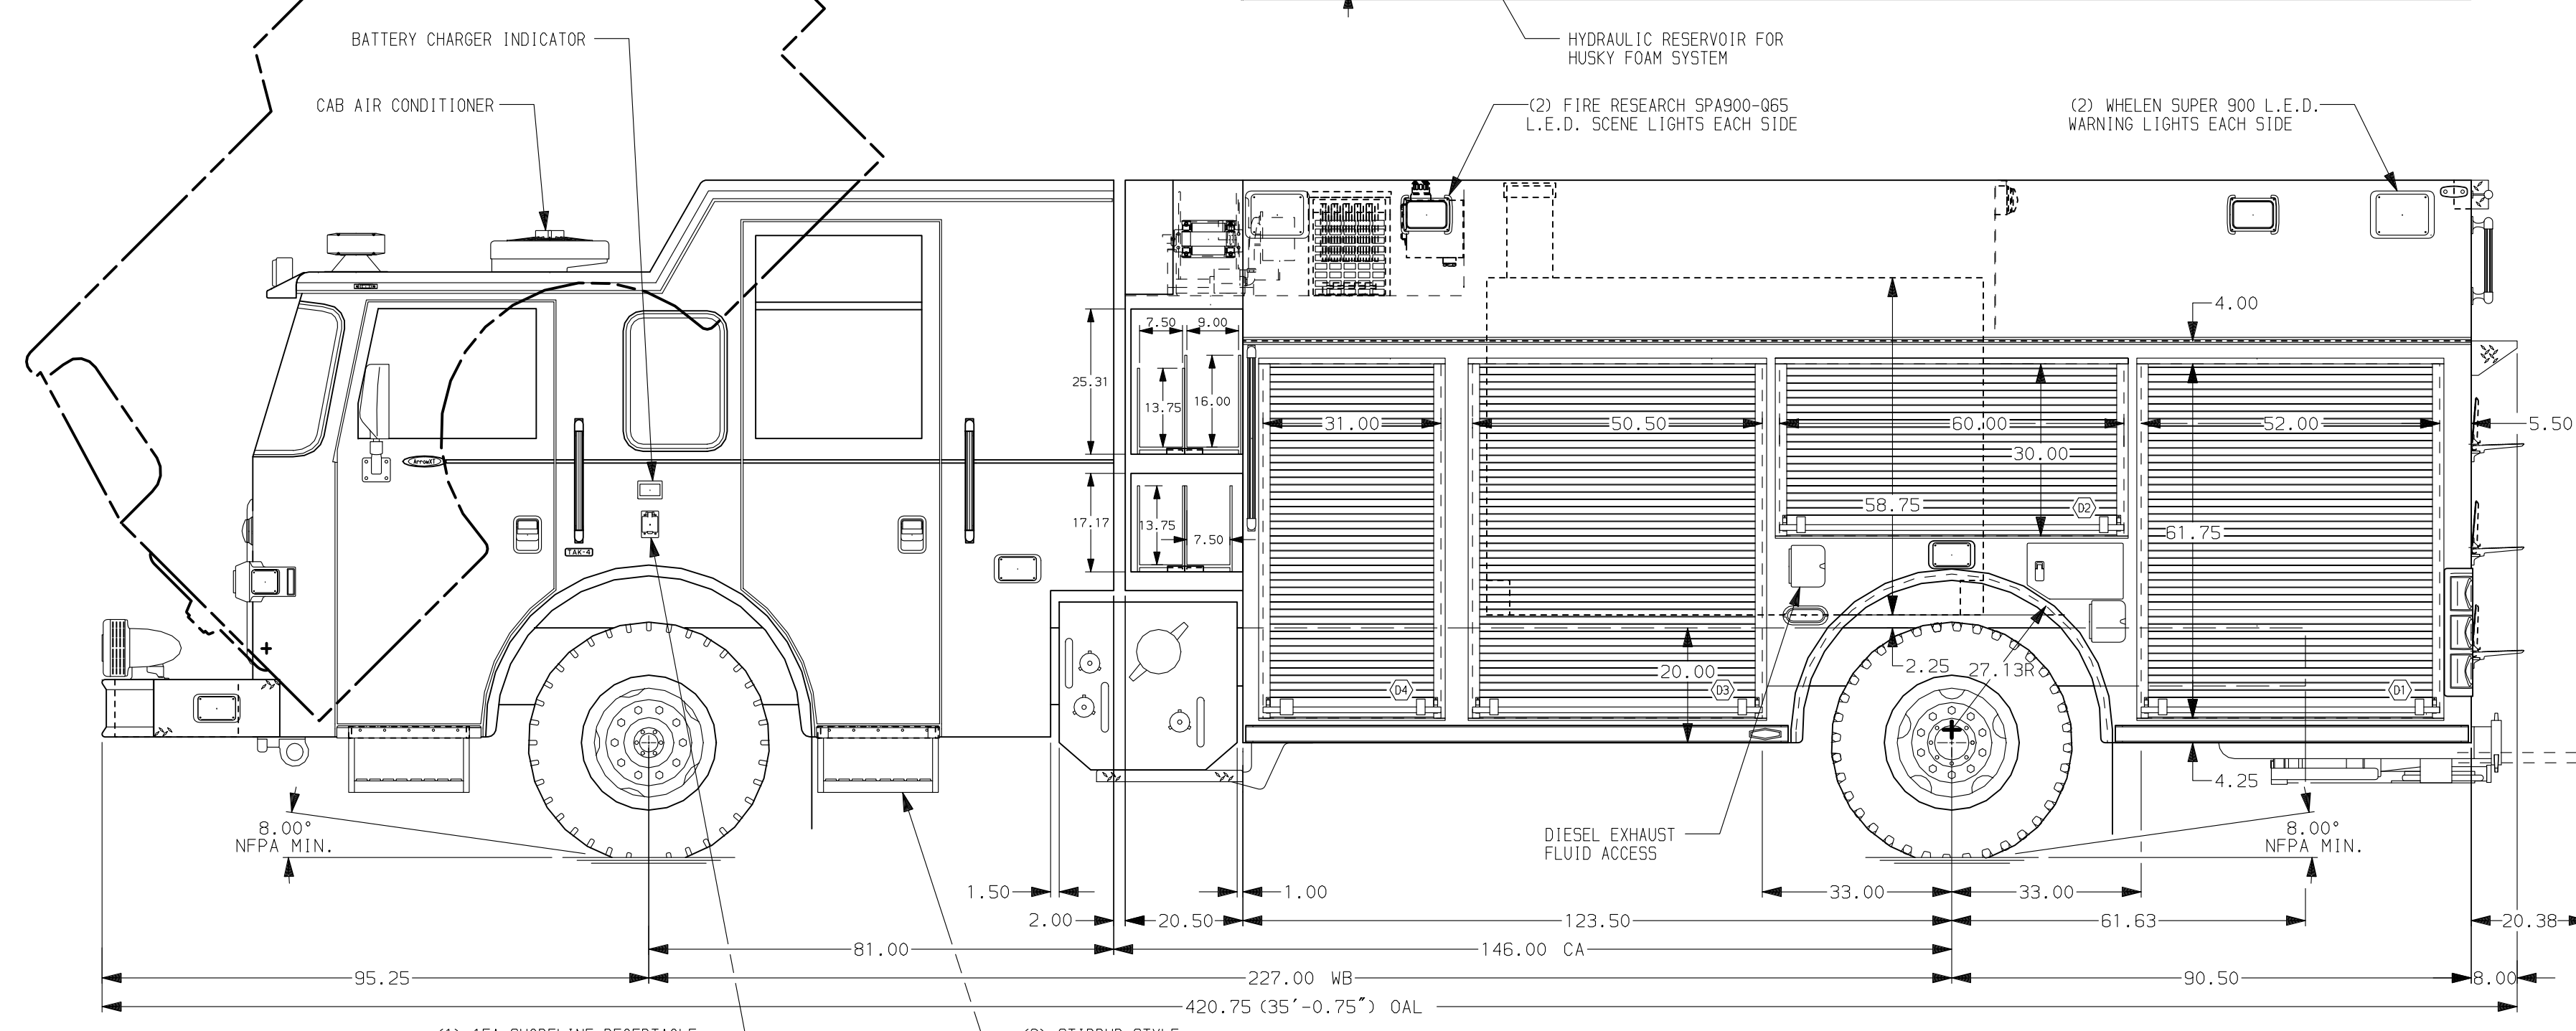 BATTERY CHARGER INDICATOR
HYDRAULIC RESERVOIR FOR
HUSKY FOAM SYSTEM
CAB AIR CONDITIONER
(2) FIRE RESEARCH SPA900-Q65
L.E.D. SCENE LIGHTS EACH SIDE
(2) WHELEN SUPER 900 L.E.D.
WARNING LIGHTS EACH SIDE
4.00
7.50
9.00
25.31
13.75
16.00
31.00
50.50
60.00
52.00
5.50
30.00
ArrowXT
58.75
D2
17.17
13.75
7.50
61.75
TAK-4
2.25
27.13R
20.00
D4
D3
D1
4.25
8.00°
NFPA MIN.
DIESEL EXHAUST
FLUID ACCESS
8.00°
NFPA MIN.
1.50
1.00
33.00
33.00
2.00
20.50
123.50
61.63
20.38
81.00
146.00 CA
95.25
227.00 WB
90.50
8.00
420.75 (35'-0.75") OAL